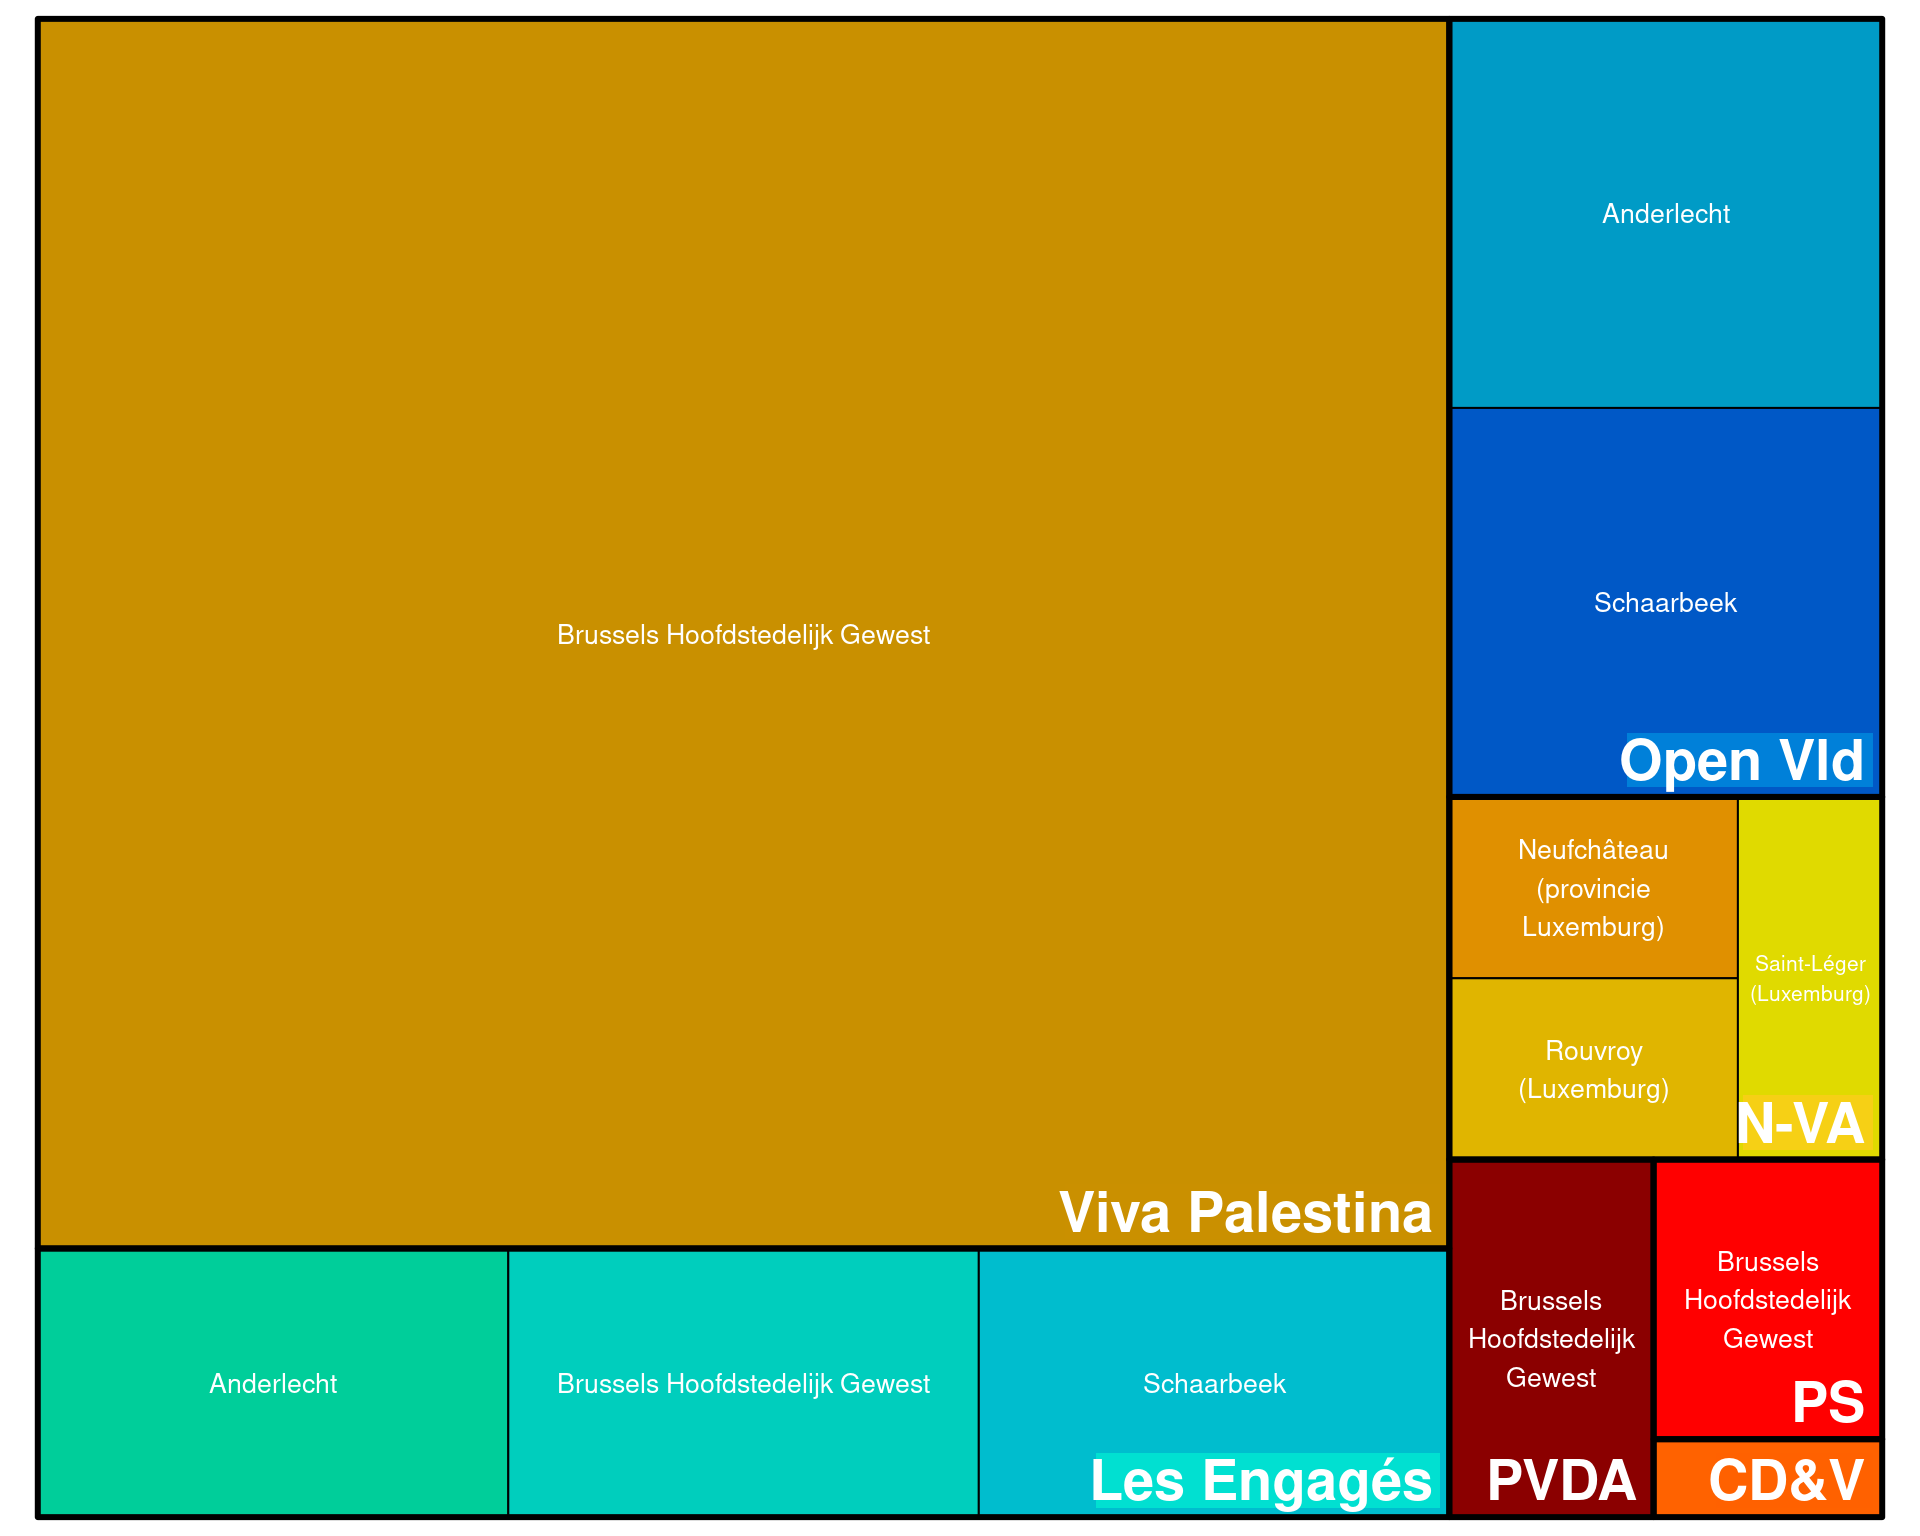 Brussels Hoofdstedelijk Gewest
Viva Palestina
Anderlecht
Brussels Hoofdstedelijk Gewest
Schaarbeek
Les Engagés
Anderlecht
Schaarbeek
Open Vld
Neufchâteau
(provincie
Luxemburg)
Rouvroy
(Luxemburg)
Saint-Léger
(Luxemburg)
N-VA
Brussels
Hoofdstedelijk
Gewest
PVDA
Brussels
Hoofdstedelijk
Gewest
PS
CD&V